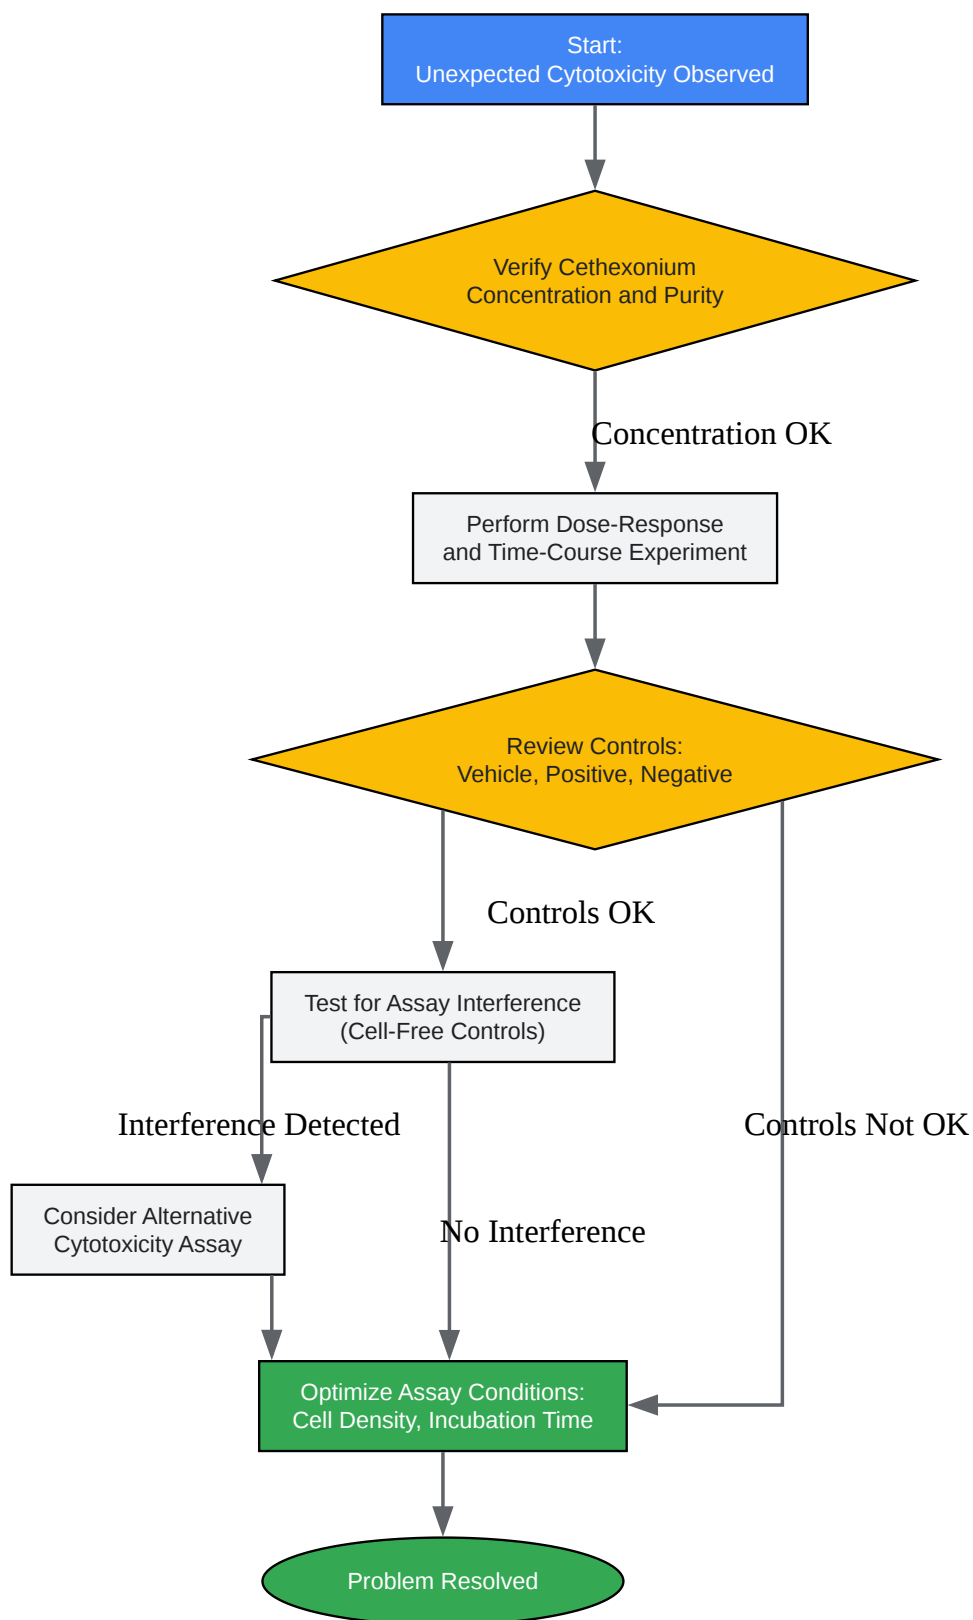 Start:
Unexpected Cytotoxicity Observed
Verify Cethexonium
Concentration and Purity
Concentration OK
Perform Dose-Response
and Time-Course Experiment
Review Controls:
Vehicle, Positive, Negative
Controls OK
Test for Assay Interference
(Cell-Free Controls)
Interference Detected
Controls Not OK
Consider Alternative
Cytotoxicity Assay
No Interference
Optimize Assay Conditions:
Cell Density, Incubation Time
Problem Resolved